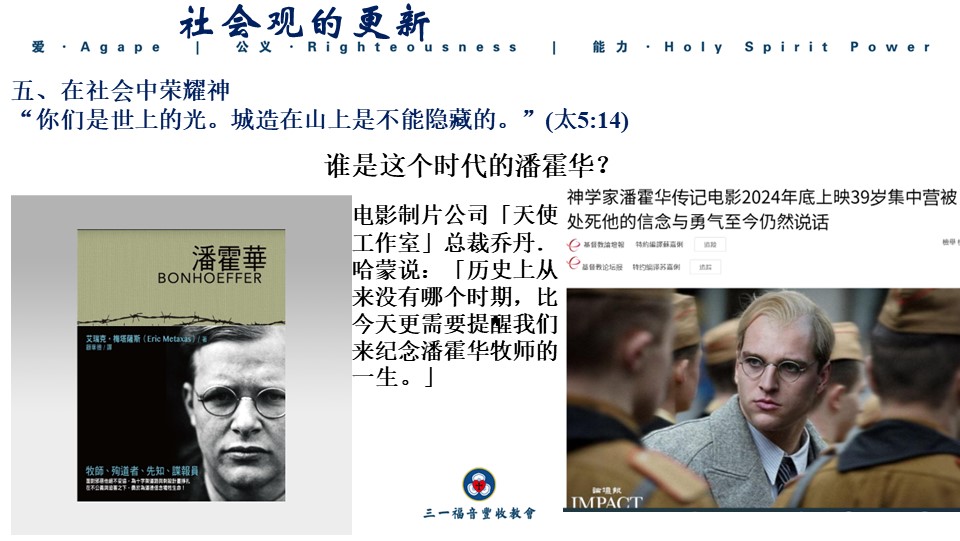 社会观的更新
爱 · Agape | 公义 · Righteousness | 能力 · Holy Spirit Power
五、在社会中荣耀神
“你们是世上的光。城造在山上是不能隐藏的。”(太5:14)
谁是这个时代的潘霍华？
潘霍華
BONHOEFFER
艾瑞克、梅塔薩斯（Eric Metaxas）/ 著
顧華德 / 譯
牧師、殉道者、先知、諜報員
电影制片公司「天使
工作室」总裁乔丹．
哈蒙说：「历史上从
来没有哪个时期，比
今天更需要提醒我们
来纪念潘霍华牧师的
一生。」
神学家潘霍华传记电影2024年底上映39岁集中营被
处死他的信念与勇气至今仍然说话
基督教論壇報 特約編譯蘇嘉俐 追蹤
檢舉
基督教论坛报 特约编译苏嘉俐 追踪
論壇報
IMPACT
三一福音豐收教會